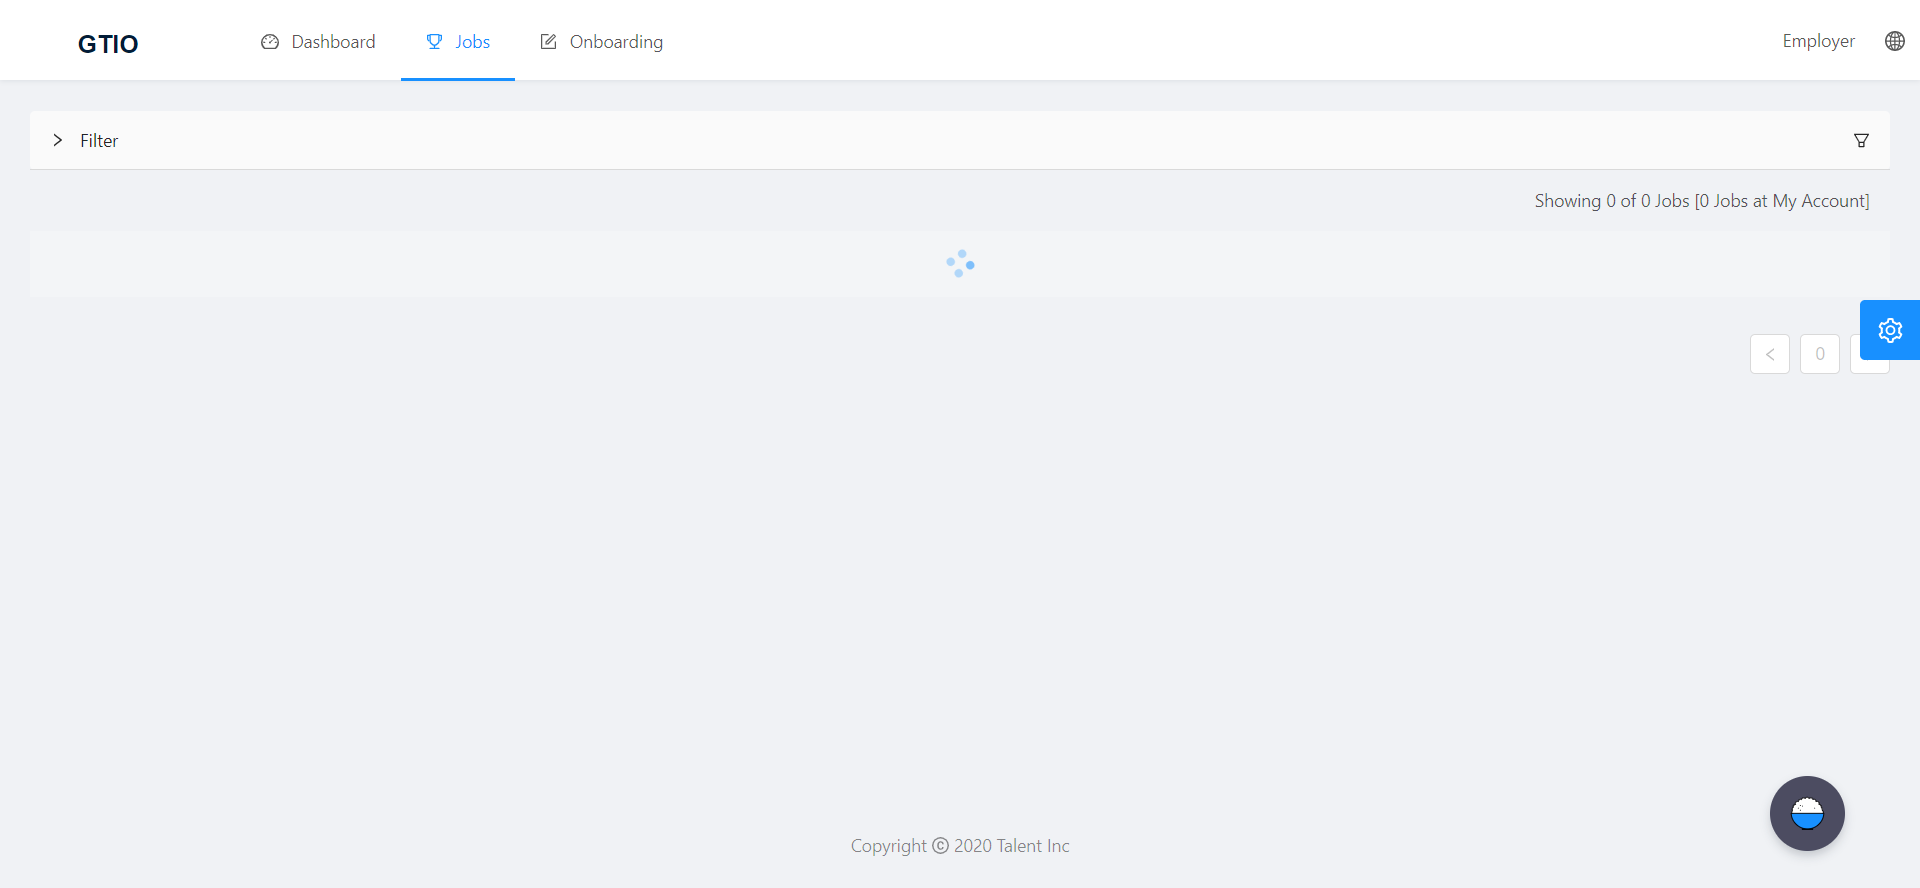 GTIO
Dashboard
Jobs
Onboarding
Employer
Filter
Showing 0 of 0 Jobs [0 Jobs at My Account]
0
Copyright © 2020 Talent Inc